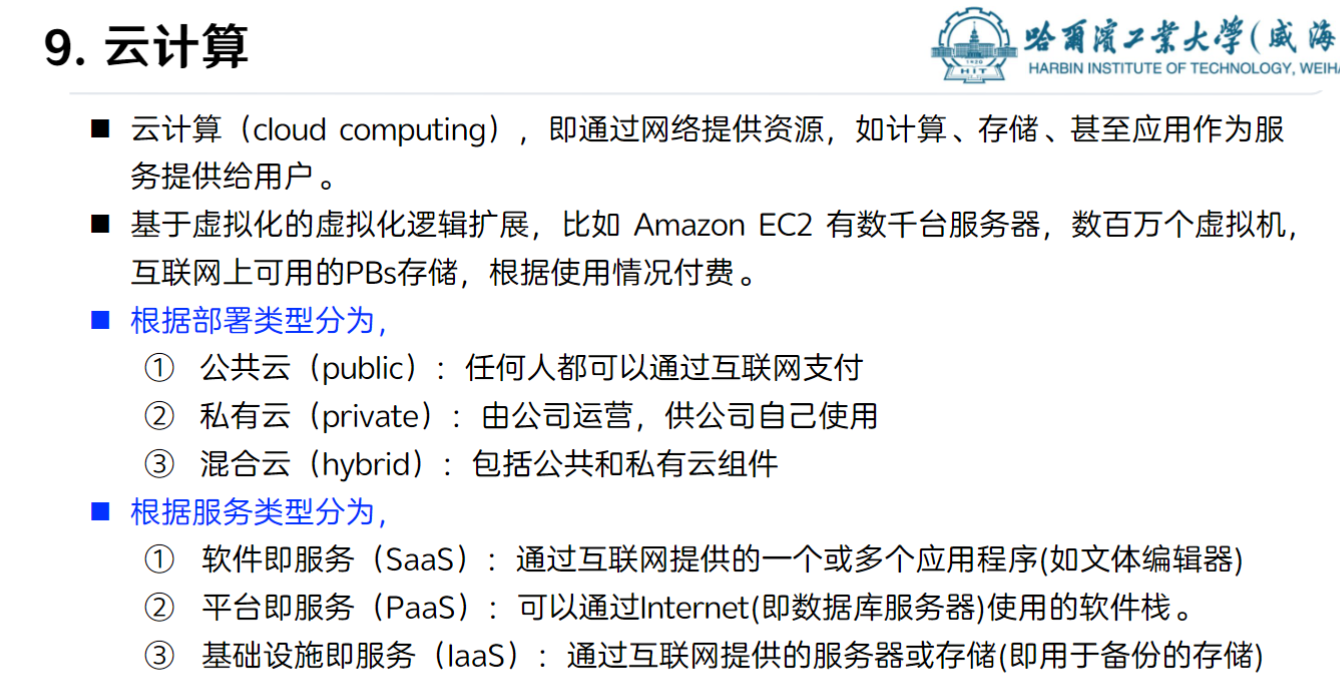 9. 云计算
哈爾濱工業大學(威海
HARBIN INSTITUTE OF TECHNOLOGY, WEIH
HIT
■ 云计算（cloud computing），即通过网络提供资源，如计算、存储、甚至应用作为服
务提供给用户。
■ 基于虚拟化的虚拟化逻辑扩展，比如 Amazon EC2 有数千台服务器，数百万个虚拟机，
互联网上可用的PBs存储，根据使用情况付费。
■ 根据部署类型分为，
① 公共云（public）：任何人都可以通过互联网支付
② 私有云（private）：由公司运营，供公司自己使用
③ 混合云（hybrid）：包括公共和私有云组件
■ 根据服务类型分为，
① 软件即服务（SaaS）：通过互联网提供的一个或多个应用程序(如文体编辑器)
② 平台即服务（PaaS）：可以通过Internet(即数据库服务器)使用的软件栈。
③ 基础设施即服务（IaaS）：通过互联网提供的服务器或存储(即用于备份的存储)